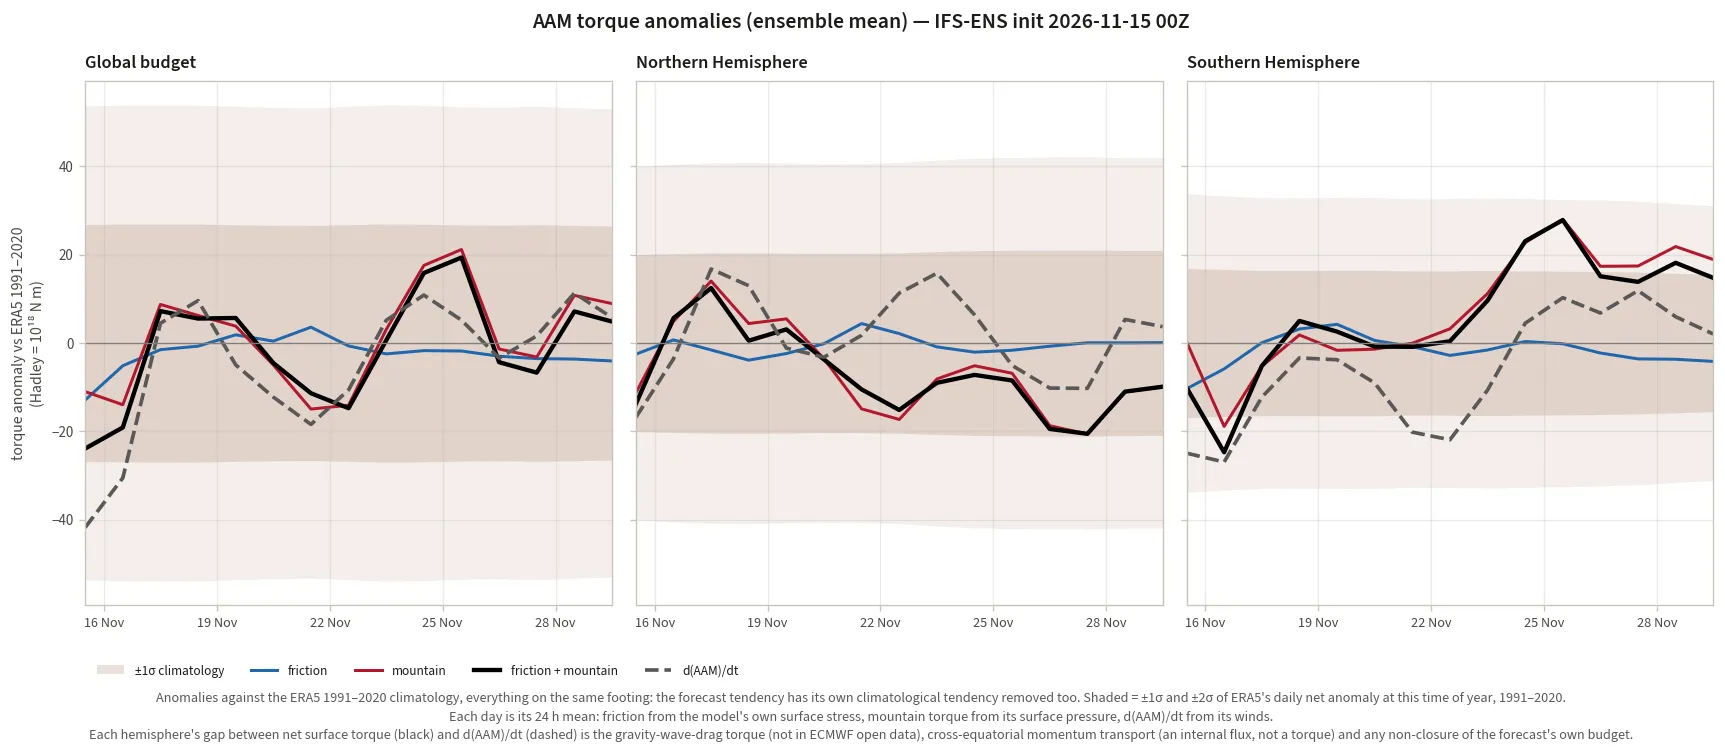 AAM torque anomalies (ensemble mean) — IFS-ENS init 2026-11-15 00Z
Global budget
Northern Hemisphere
Southern Hemisphere
torque anomaly vs ERA5 1991–2020
(Hadley = 10¹⁸ N m)
40
20
0
−20
−40
16 Nov
19 Nov
22 Nov
25 Nov
28 Nov
16 Nov
19 Nov
22 Nov
25 Nov
28 Nov
16 Nov
19 Nov
22 Nov
25 Nov
28 Nov
±1σ climatology
friction
mountain
friction + mountain
d(AAM)/dt
Anomalies against the ERA5 1991–2020 climatology, everything on the same footing: the forecast tendency has its own climatological tendency removed too. Shaded = ±1σ and ±2σ of ERA5's daily net anomaly at this time of year, 1991–2020.
Each day is its 24 h mean: friction from the model's own surface stress, mountain torque from its surface pressure, d(AAM)/dt from its winds.
Each hemisphere's gap between net surface torque (black) and d(AAM)/dt (dashed) is the gravity-wave-drag torque (not in ECMWF open data), cross-equatorial momentum transport (an internal flux, not a torque) and any non-closure of the forecast's own budget.